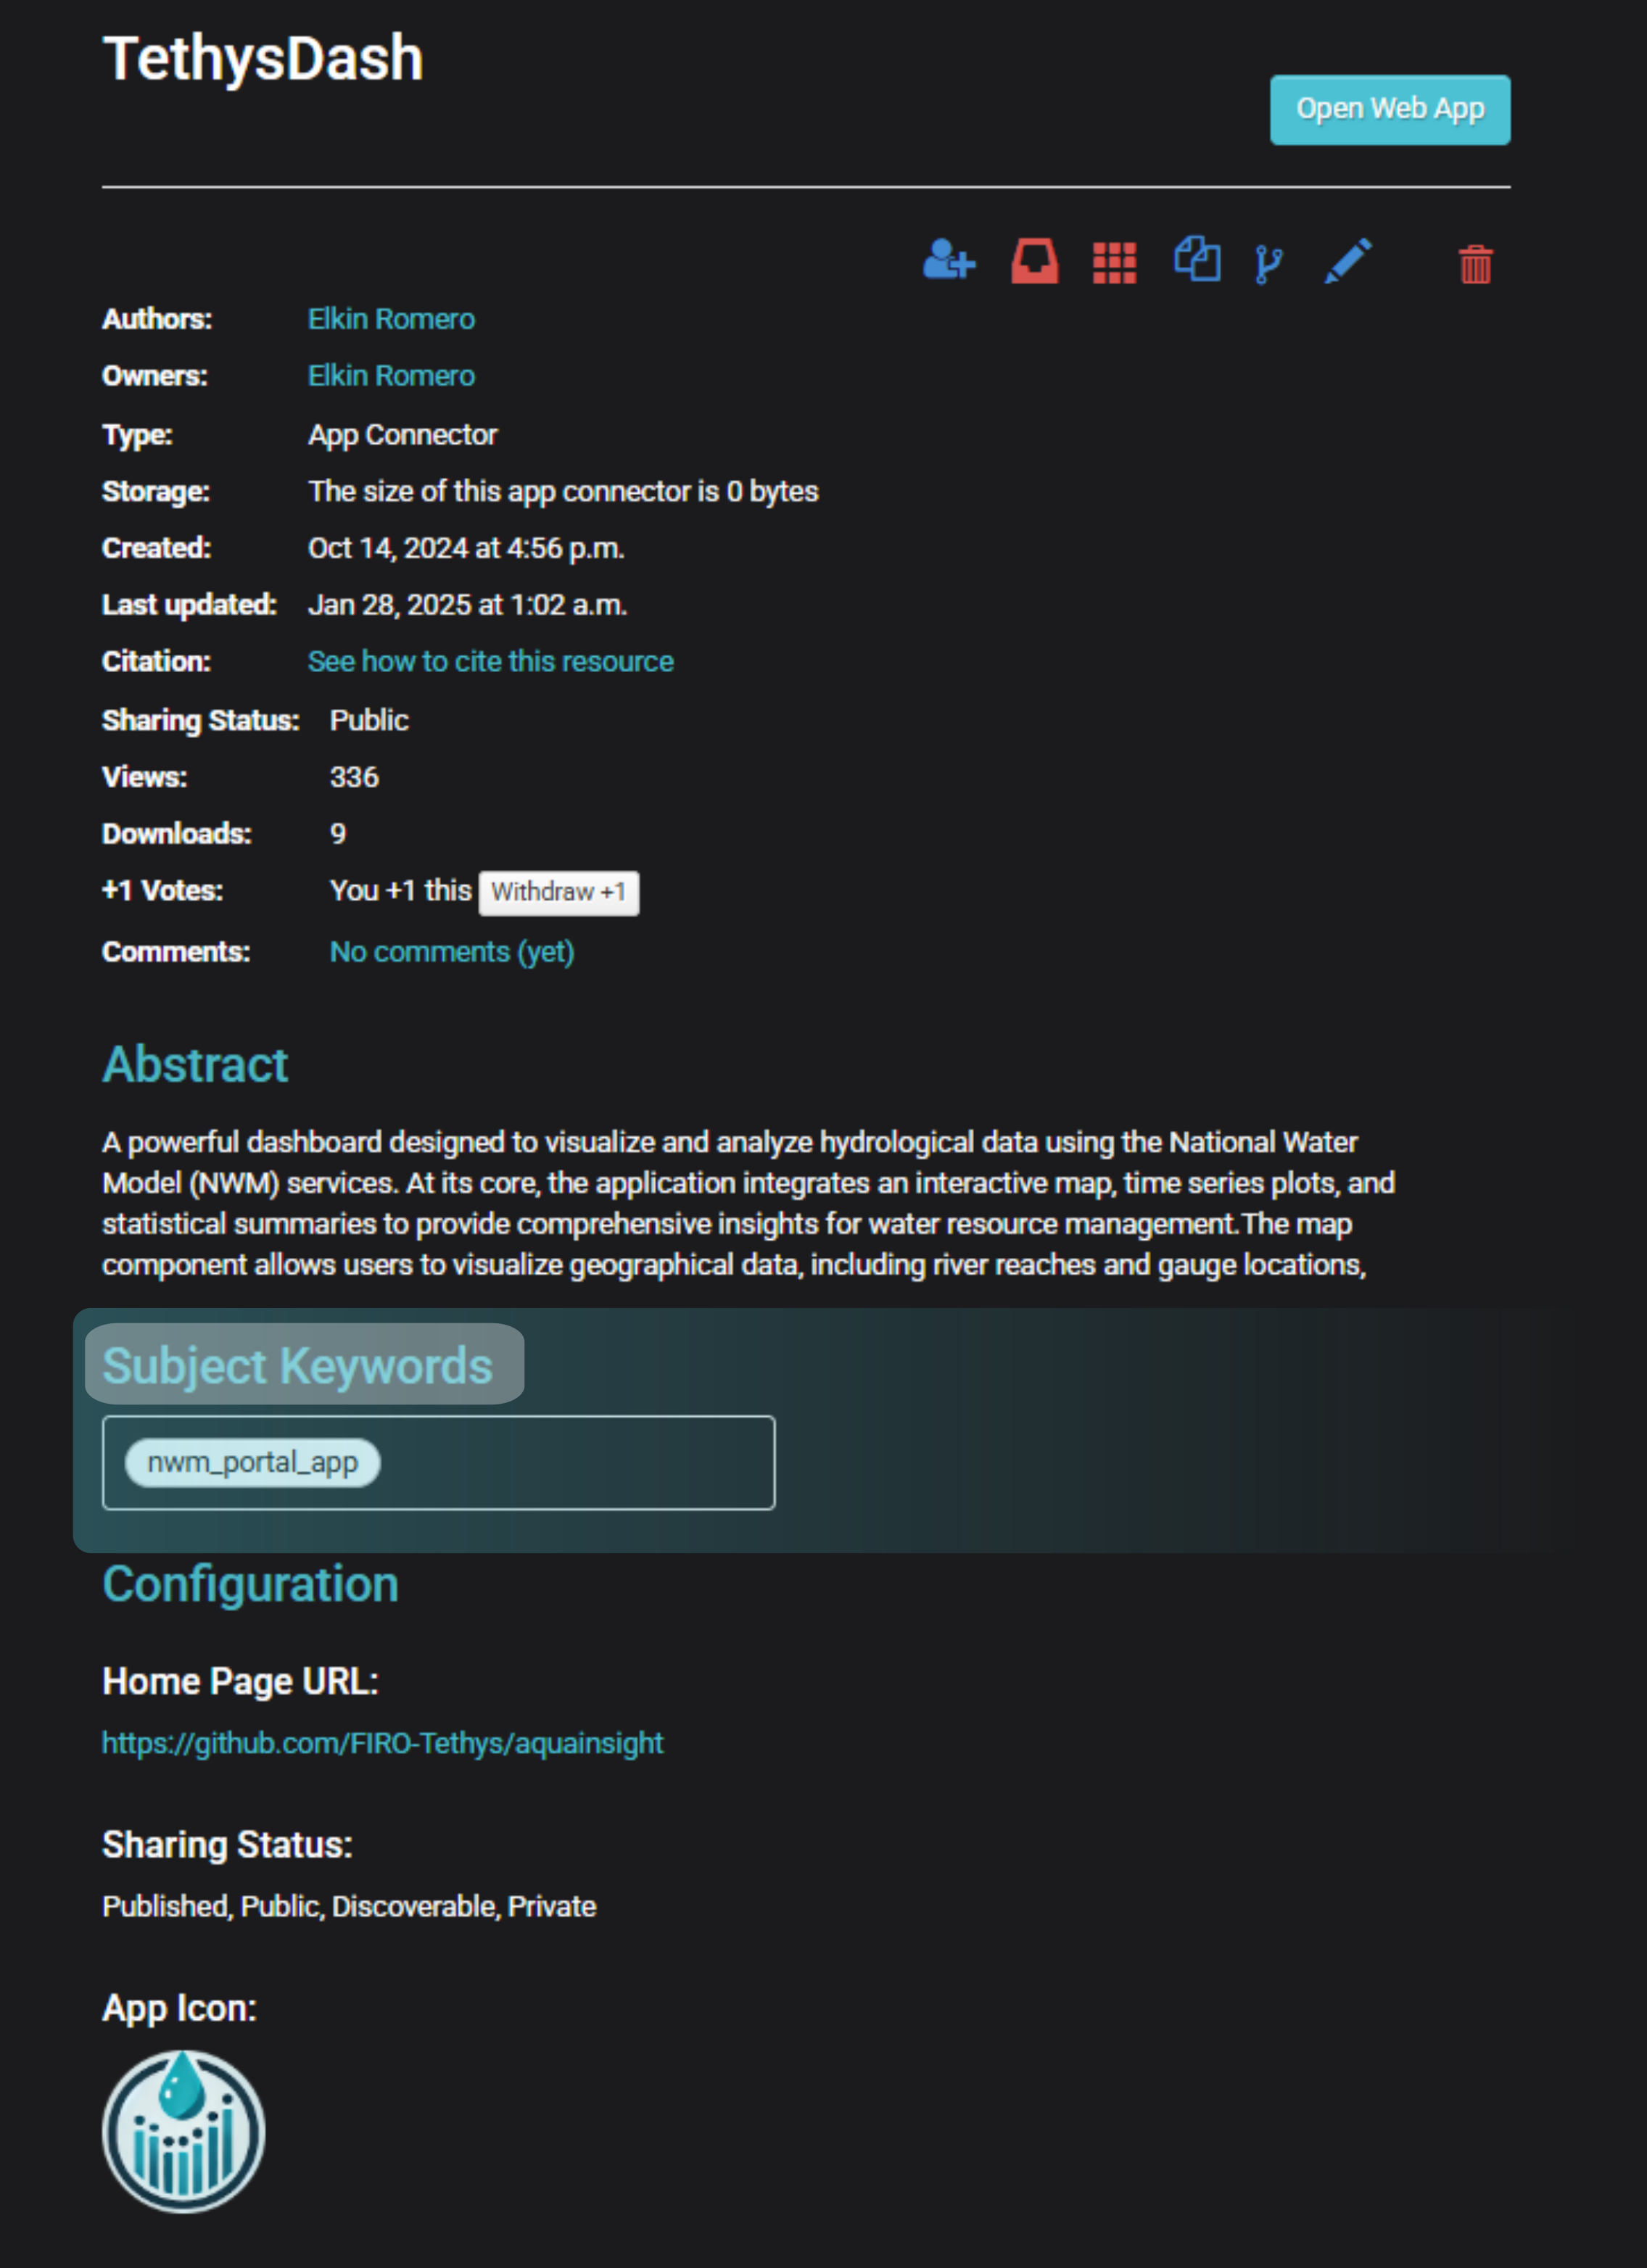 TethysDash
Open Web App
Authors: Elkin Romero
Owners: Elkin Romero
Type: App Connector
Storage: The size of this app connector is 0 bytes
Created: Oct 14, 2024 at 4:56 p.m.
Last updated: Jan 28, 2025 at 1:02 a.m.
Citation: See how to cite this resource
Sharing Status: Public
Views: 336
Downloads: 9
+1 Votes: You +1 this Withdraw +1
Comments: No comments (yet)
Abstract
A powerful dashboard designed to visualize and analyze hydrological data using the National Water
Model (NWM) services. At its core, the application integrates an interactive map, time series plots, and
statistical summaries to provide comprehensive insights for water resource management.The map
component allows users to visualize geographical data, including river reaches and gauge locations,
Subject Keywords
nwm_portal_app
Configuration
Home Page URL:
https://github.com/FIRO-Tethys/aquainsight
Sharing Status:
Published, Public, Discoverable, Private
App Icon: